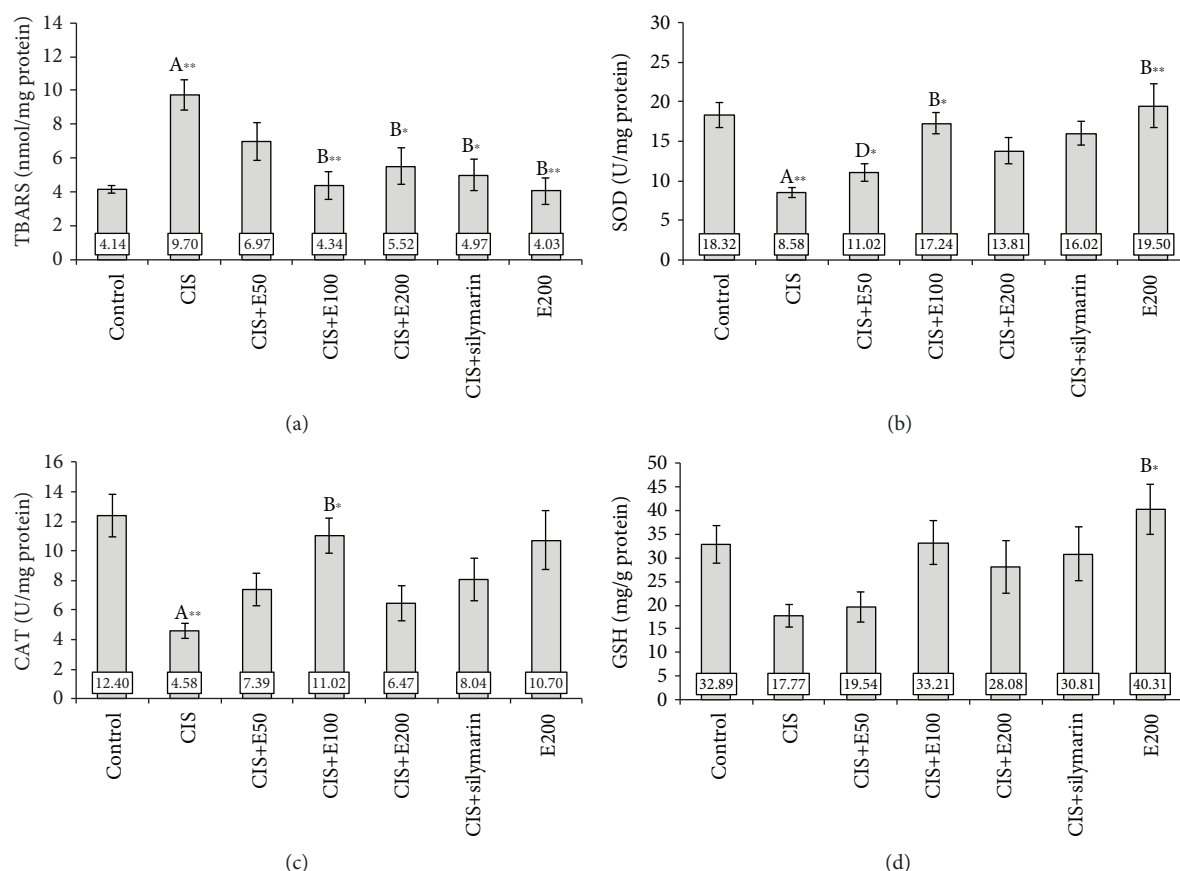 TBARS (nmol/mg protein)
16
14
12
10
8
6
4
2
0
A**
B**
B*
B*
B**
4.14
9.70
6.97
4.34
5.52
4.97
4.03
Control
CIS
CIS+E50
CIS+E100
CIS+E200
CIS+silymarin
E200
(a)
SOD (U/mg protein)
30
25
20
15
10
5
0
A**
D*
B*
B**
18.32
8.58
11.02
17.24
13.81
16.02
19.50
Control
CIS
CIS+E50
CIS+E100
CIS+E200
CIS+silymarin
E200
(b)
CAT (U/mg protein)
16
14
12
10
8
6
4
2
0
A**
B*
12.40
4.58
7.39
11.02
6.47
8.04
10.70
Control
CIS
CIS+E50
CIS+E100
CIS+E200
CIS+silymarin
E200
(c)
GSH (mg/g protein)
50
45
40
35
30
25
20
15
10
5
0
B*
32.89
17.77
19.54
33.21
28.08
30.81
40.31
Control
CIS
CIS+E50
CIS+E100
CIS+E200
CIS+silymarin
E200
(d)